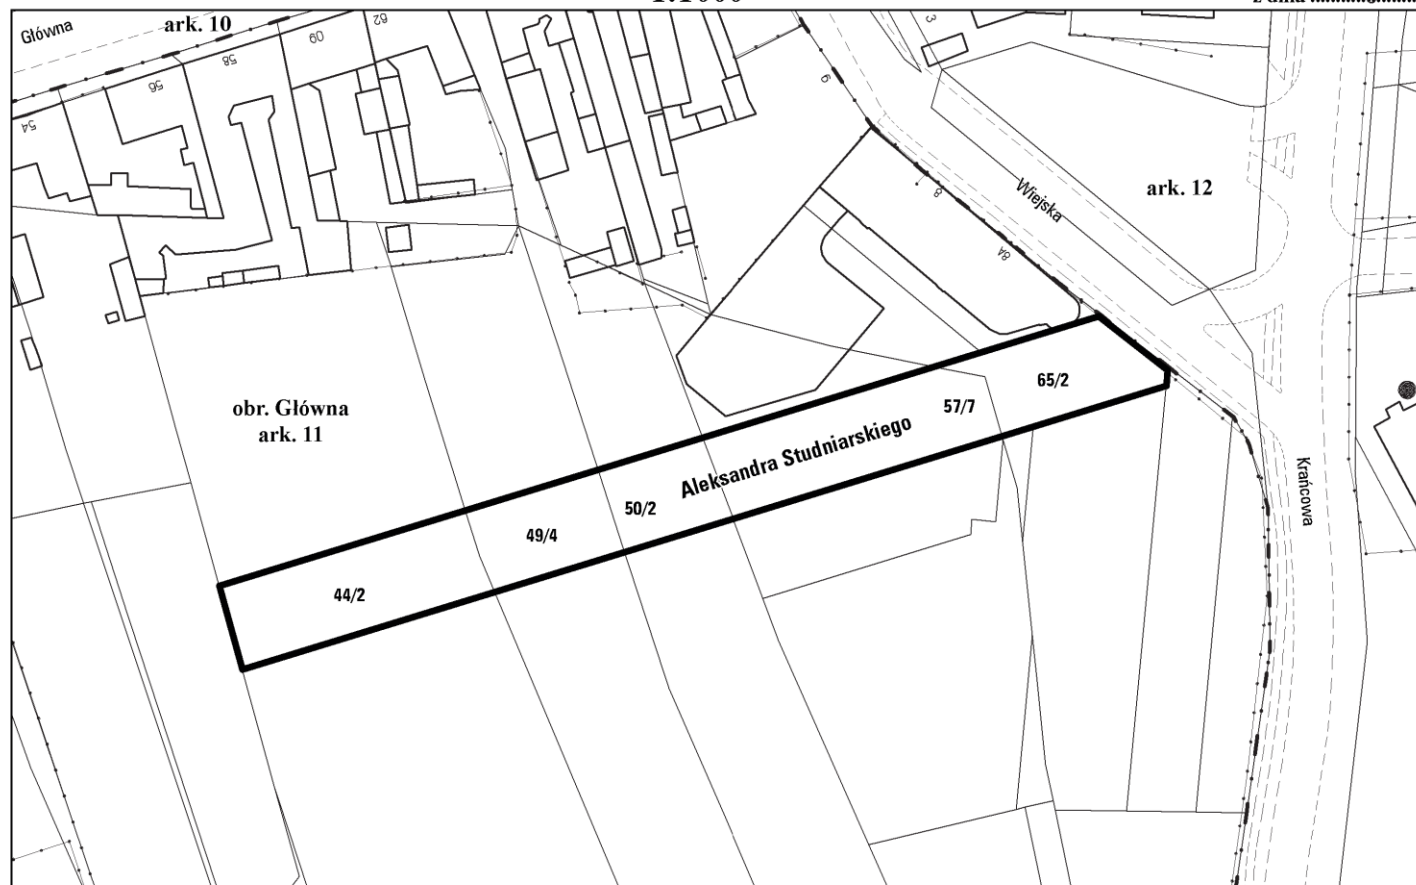 Główna
ark. 10
54
56
58
60
62
6
3
8
8A
Wiejska
ark. 12
obr. Główna
ark. 11
65/2
57/7
Aleksandra Studniarskiego
50/2
49/4
44/2
Krańcowa